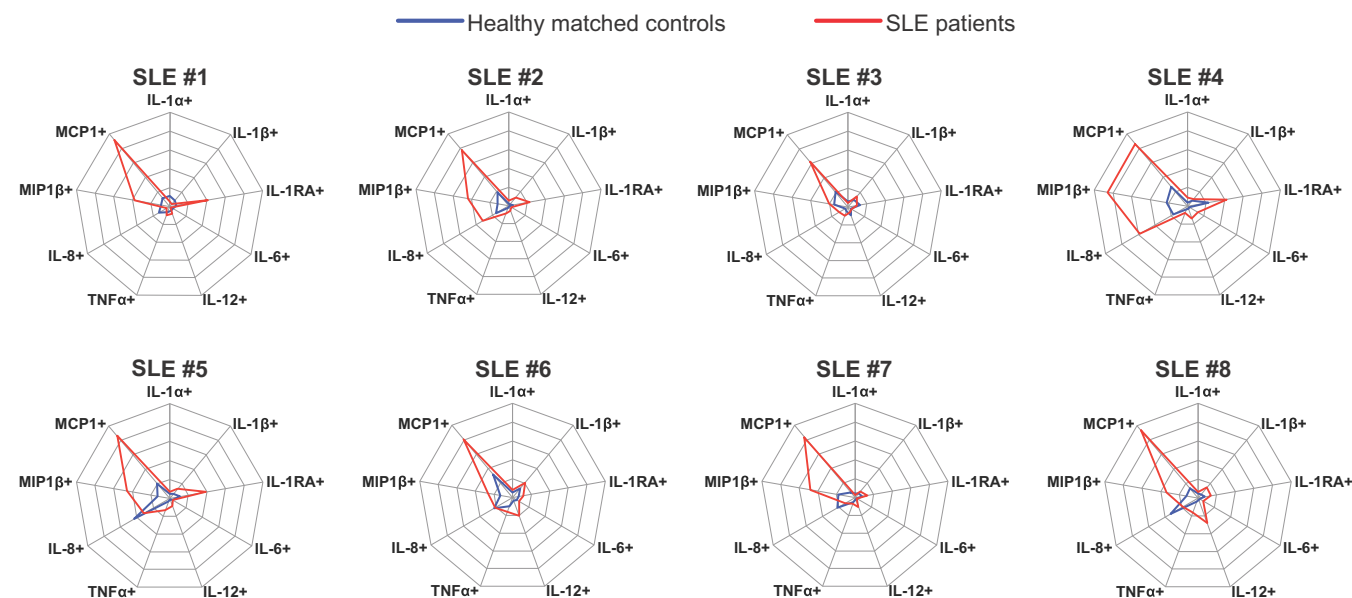 Healthy matched controls SLE patients
SLE #1 SLE #2 SLE #3 SLE #4
IL-1α+ IL-1α+ IL-1α+ IL-1α+
MCP1+ IL-1β+ MCP1+ IL-1β+ MCP1+ IL-1β+ MCP1+ IL-1β+
MIP1β+ IL-1RA+ MIP1β+ IL-1RA+ MIP1β+ IL-1RA+ MIP1β+ IL-1RA+
IL-8+ IL-6+ IL-8+ IL-6+ IL-8+ IL-6+ IL-8+ IL-6+
TNFα+ IL-12+ TNFα+ IL-12+ TNFα+ IL-12+ TNFα+ IL-12+
SLE #5 SLE #6 SLE #7 SLE #8
IL-1α+ IL-1α+ IL-1α+ IL-1α+
MCP1+ IL-1β+ MCP1+ IL-1β+ MCP1+ IL-1β+ MCP1+ IL-1β+
MIP1β+ IL-1RA+ MIP1β+ IL-1RA+ MIP1β+ IL-1RA+ MIP1β+ IL-1RA+
IL-8+ IL-6+ IL-8+ IL-6+ IL-8+ IL-6+ IL-8+ IL-6+
TNFα+ IL-12+ TNFα+ IL-12+ TNFα+ IL-12+ TNFα+ IL-12+